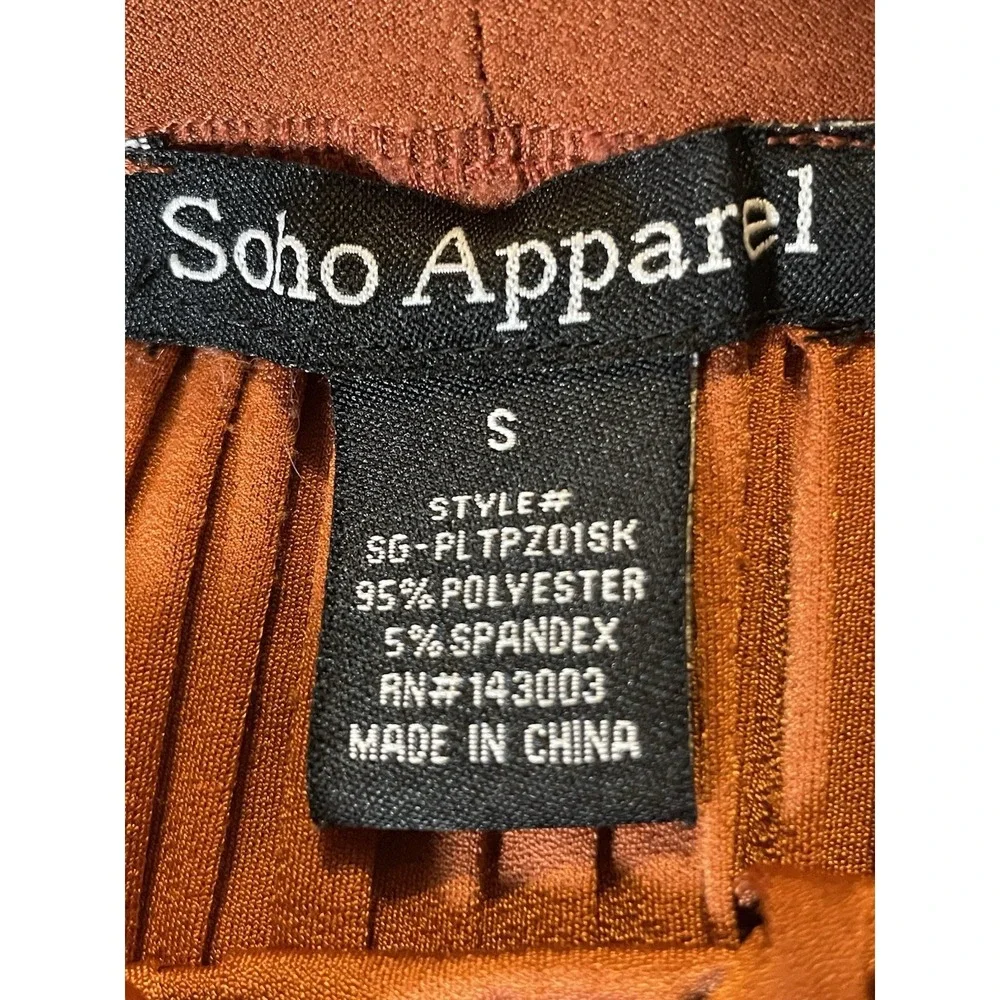 Soho Apparel
S
STYLE#
SG-PLTPZ01SK
95% POLYESTER
5% SPANDEX
RN#143003
MADE IN CHINA